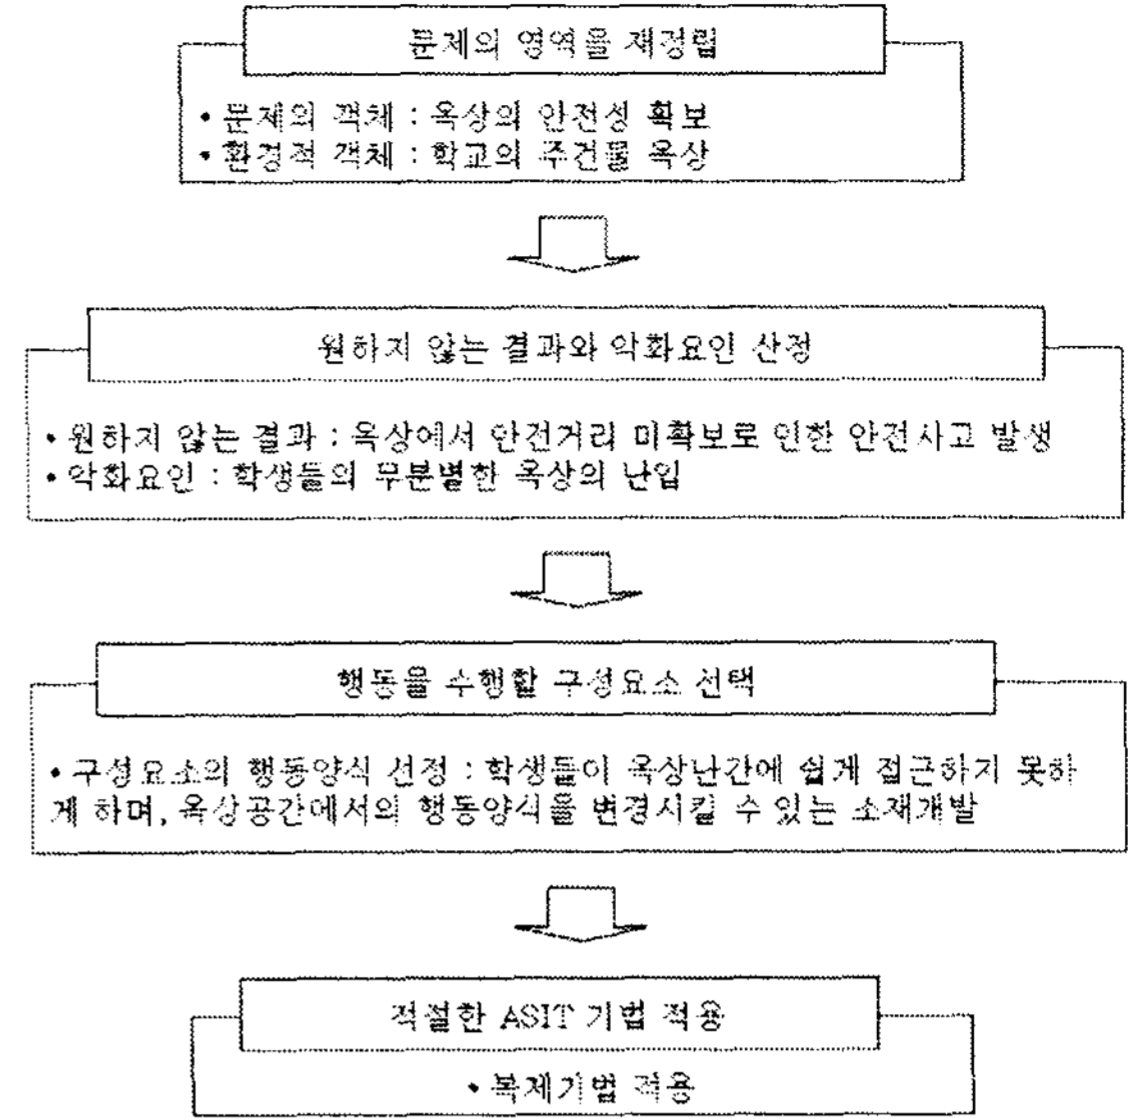 문제의 영역을 재정립
• 문제의 객체 : 옥상의 안전성 확보
• 환경적 객체 : 학교의 주건물 옥상
원하지 않는 결과와 악화요인 산정
• 원하지 않는 결과 : 옥상에서 안전거리 미확보로 인한 안전사고 발생
• 악화요인 : 학생들의 무분별한 옥상의 난입
행동을 수행할 구성요소 선택
• 구성요소의 행동양식 선정 : 학생들이 옥상난간에 쉽게 접근하지 못하
게 하며, 옥상공간에서의 행동양식을 변경시킬 수 있는 소재개발
적절한 ASIT 기법 적용
• 복제기법 적용